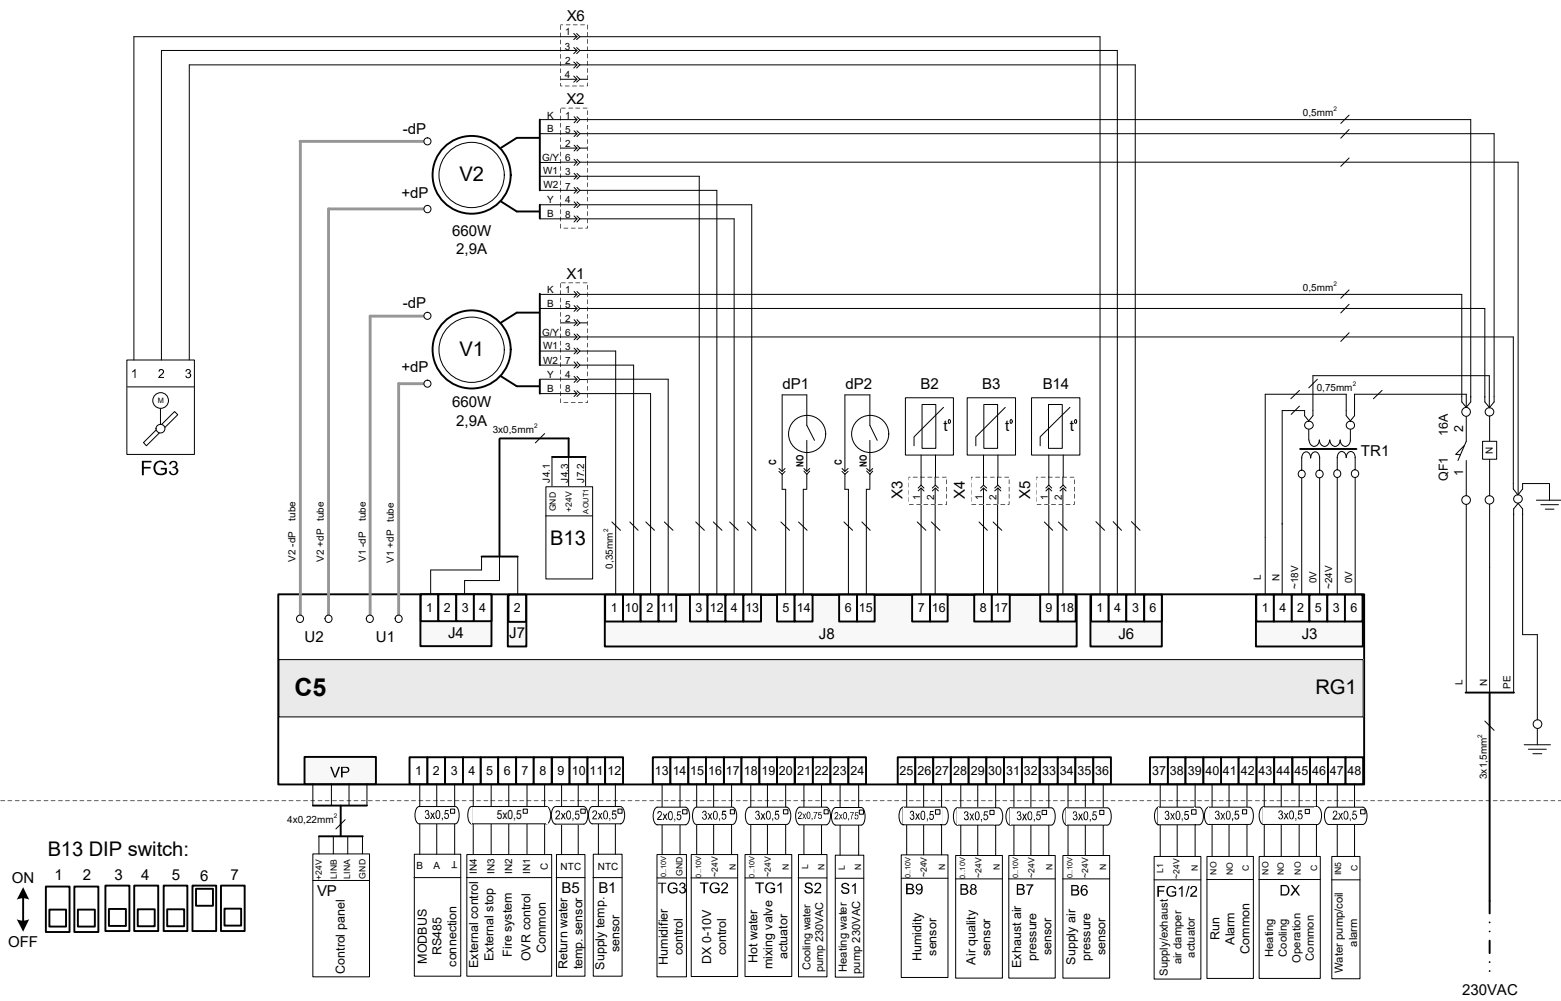 X6
1
3
2
4
X2
K 1
B 5
2
G/Y 6
W1 3
W2 7
Y 4
B 8
0,5mm²
-dP
V2
+dP
660W
2,9A
X1
K 1
B 5
2
G/Y 6
W1 3
W2 7
Y 4
B 8
0,5mm²
-dP
V1
+dP
660W
2,9A
1 2 3
M
FG3
3x0,5mm²
J4.1 J4.3 J7.2
GND +24V AOUT1
B13
0,35mm²
dP1
C NO
dP2
C NO
B2
t°
X3
1 2
B3
t°
X4
1 2
B14
t°
X5
1 2
0,75mm²
TR1
16A
2
QF1
1
N
V2 -dP tube
V2 +dP tube
V1 -dP tube
V1 +dP tube
L N ~18V 0V ~24V 0V
U2 U1
1 2 3 4
J4
2
J7
1 10 2 11 3 12 4 13 5 14 6 15 7 16 8 17 9 18
J8
1 4 3 6
J6
1 4 2 5 3 6
J3
C5
RG1
L N PE
3x1,5mm²
230VAC
VP
1 2 3 4 5 6 7 8 9 10 11 12
13 14 15 16 17 18 19 20 21 22 23 24
25 26 27 28 29 30 31 32 33 34 35 36
37 38 39 40 41 42 43 44 45 46 47 48
4x0,22mm²
3x0,5 5x0,5 2x0,5 2x0,5
2x0,5 3x0,5 3x0,5 2x0,75 2x0,75
3x0,5 3x0,5 3x0,5 3x0,5
3x0,5 3x0,5 3x0,5 2x0,5
+24V LINB LINA GND
VP
Control panel
B A ⊥
MODBUS
RS485
connection
IN4 IN3 IN2 IN1 C
External control
External stop
Fire system
OVR control
Common
NTC
B5
Return water
temp. sensor
NTC
B1
Supply temp.
sensor
0..10V GND
TG3
Humidifier
control
0..10V ~24V N
TG2
DX 0-10V
control
0..10V ~24V N
TG1
Hot water
mixing valve
actuator
L N
S2
Cooling water
pump 230VAC
L N
S1
Heating water
pump 230VAC
0..10V ~24V N
B9
Humidity
sensor
0..10V ~24V N
B8
Air quality
sensor
0..10V ~24V N
B7
Exhaust air
pressure
sensor
0..10V ~24V N
B6
Supply air
pressure
sensor
L1 ~24V N
FG1/2
Supply/exhaust
air damper
actuator
NO NO C
Run
Alarm
Common
NO NO NO C
DX
Heating
Cooling
Operation
Common
IN5 C
Water pump/coil
alarm
B13 DIP switch:
1 2 3 4 5 6 7
ON
OFF